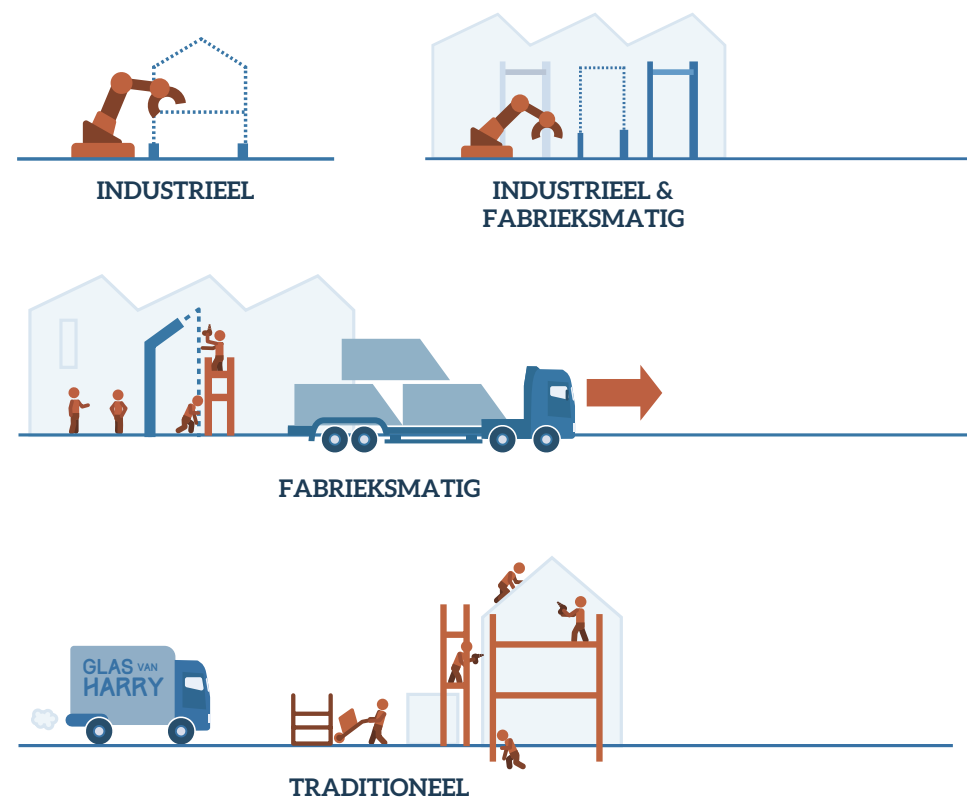 INDUSTRIEEL
INDUSTRIEEL &
FABRIEKSMATIG
FABRIEKSMATIG
GLAS VAN
HARRY
TRADITIONEEL